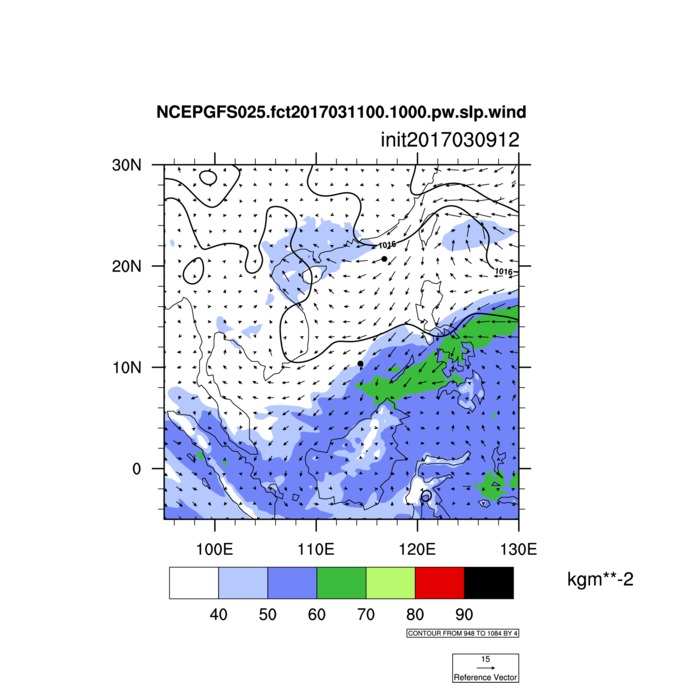 NCEPGFS025.fct2017031100.1000.pw.slp.wind
init2017030912
30N
20N
10N
0
1016
1016
100E 110E 120E 130E
kgm**-2
40 50 60 70 80 90
CONTOUR FROM 948 TO 1084 BY 4
15
Reference Vector